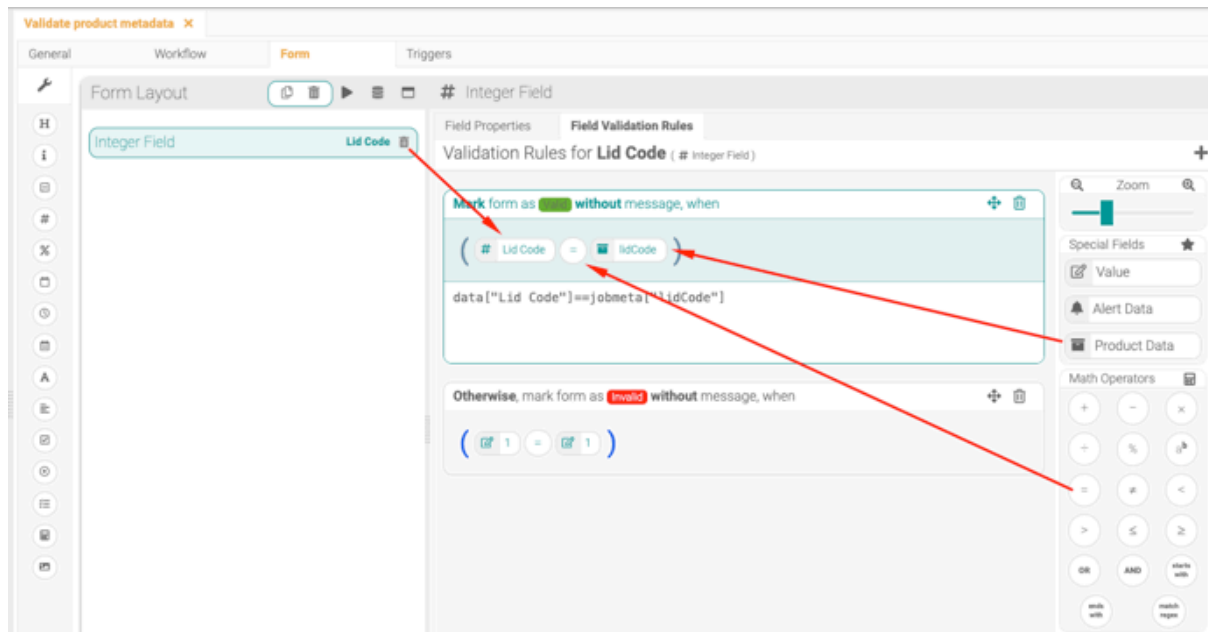 Validate product metadata ×
General Workflow Form Triggers
Form Layout
# Integer Field
H
i
#
%
A
Integer Field Lid Code
Field Properties Field Validation Rules
Validation Rules for Lid Code ( # Integer Field )
+
Mark form as Valid without message, when
( # Lid Code = lidCode )
data["Lid Code"]==jobmeta["lidCode"]
Otherwise, mark form as Invalid without message, when
( 1 = 1 )
Zoom
Special Fields
Value
Alert Data
Product Data
Math Operators
+ − ×
÷ % aᵇ
= ≠ <
> ≤ ≥
OR AND starts with
ends with match regex